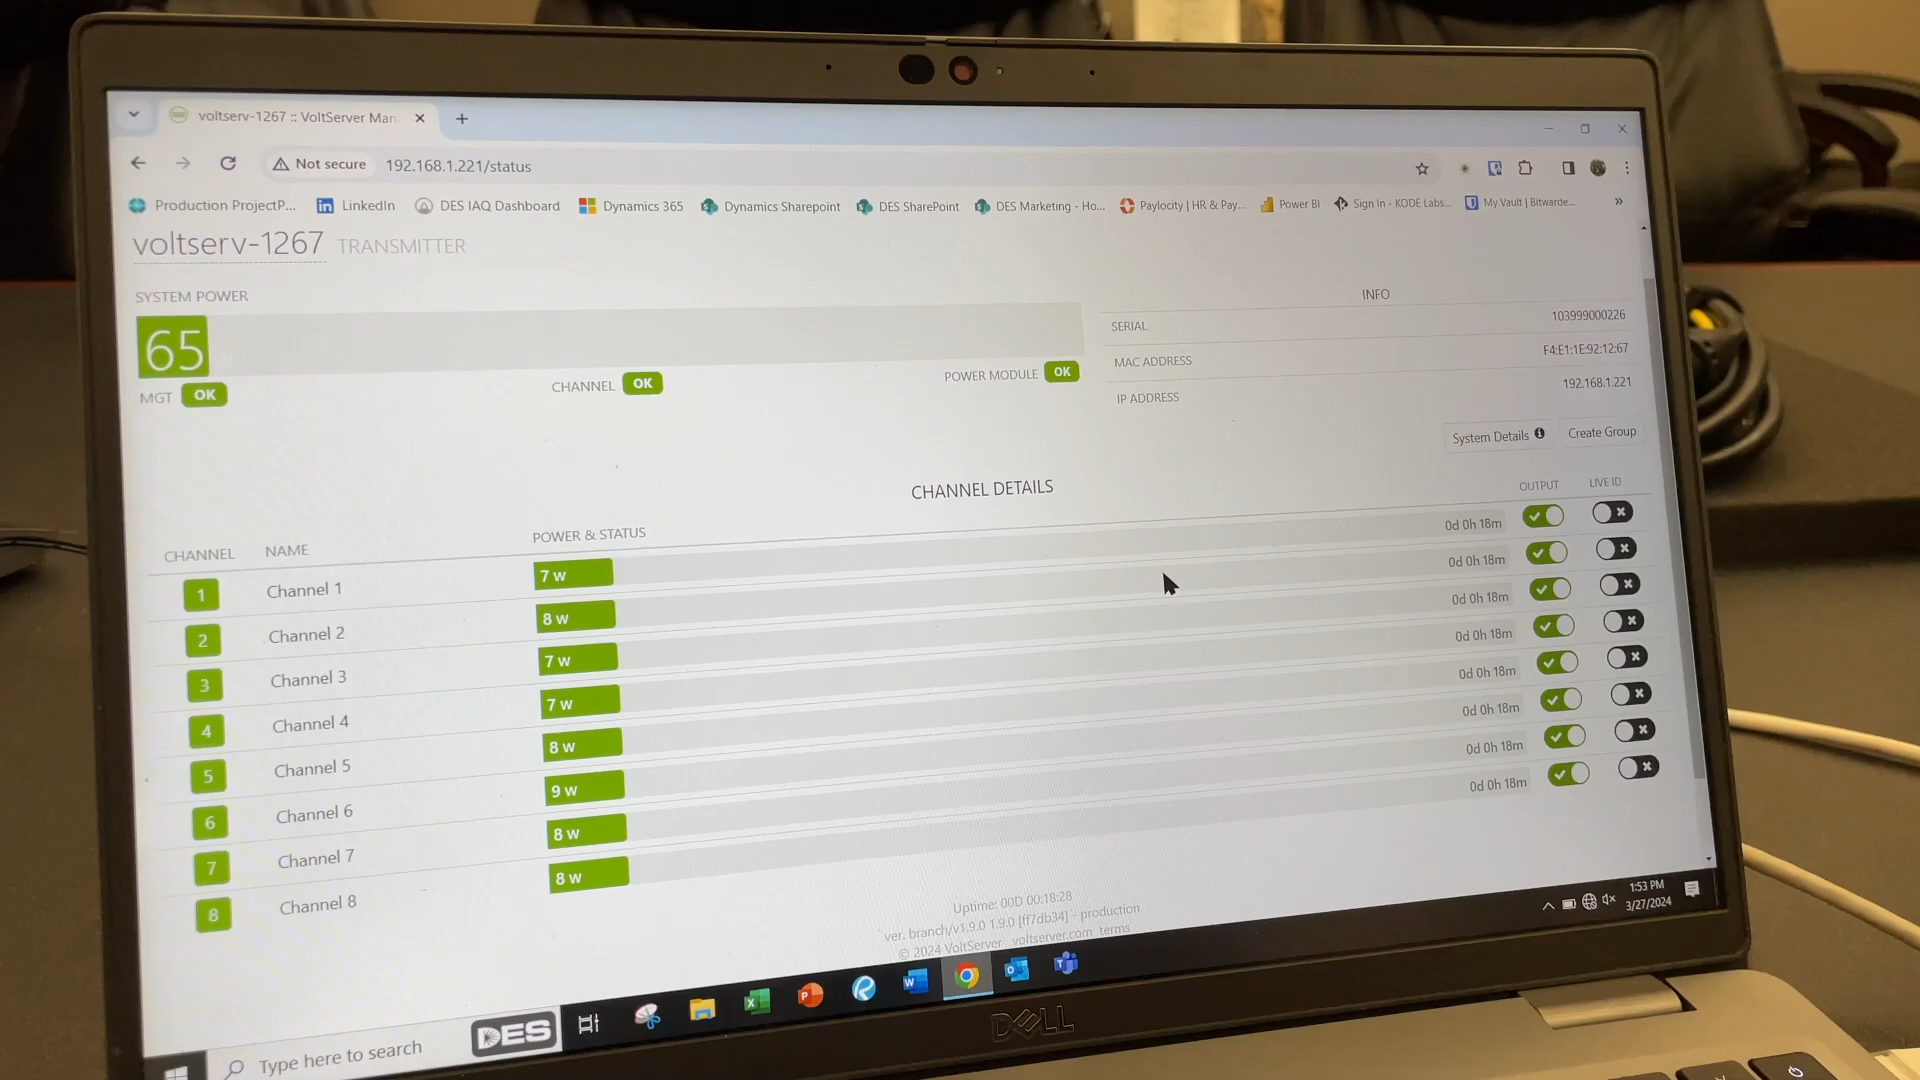 voltserv-1267 :: VoltServer Man
Not secure 192.168.1.221/status
Production ProjectP... LinkedIn DES IAQ Dashboard Dynamics 365 Dynamics Sharepoint DES SharePoint DES Marketing - Ho... Paylocity | HR & Pay... Power BI Sign In - KODE Labs... My Vault | Bitwarde... »
voltserv-1267 TRANSMITTER
SYSTEM POWER
65
MGT OK CHANNEL OK POWER MODULE OK
INFO
SERIAL 103999000226
MAC ADDRESS F4:E1:1E:92:12:67
IP ADDRESS 192.168.1.221
System Details Create Group
CHANNEL DETAILS
CHANNEL NAME POWER & STATUS OUTPUT LIVE ID
1 Channel 1 7 w 0d 0h 18m
2 Channel 2 8 w 0d 0h 18m
3 Channel 3 7 w 0d 0h 18m
4 Channel 4 7 w 0d 0h 18m
5 Channel 5 8 w 0d 0h 18m
6 Channel 6 9 w 0d 0h 18m
7 Channel 7 8 w 0d 0h 18m
8 Channel 8 8 w 0d 0h 18m
Uptime: 00D 00:18:28
ver. branch/v1.9.0 1.9.0 [ff7db34] - production
© 2024 VoltServer voltserver.com terms
Type here to search DES
1:53 PM
3/27/2024
DELL